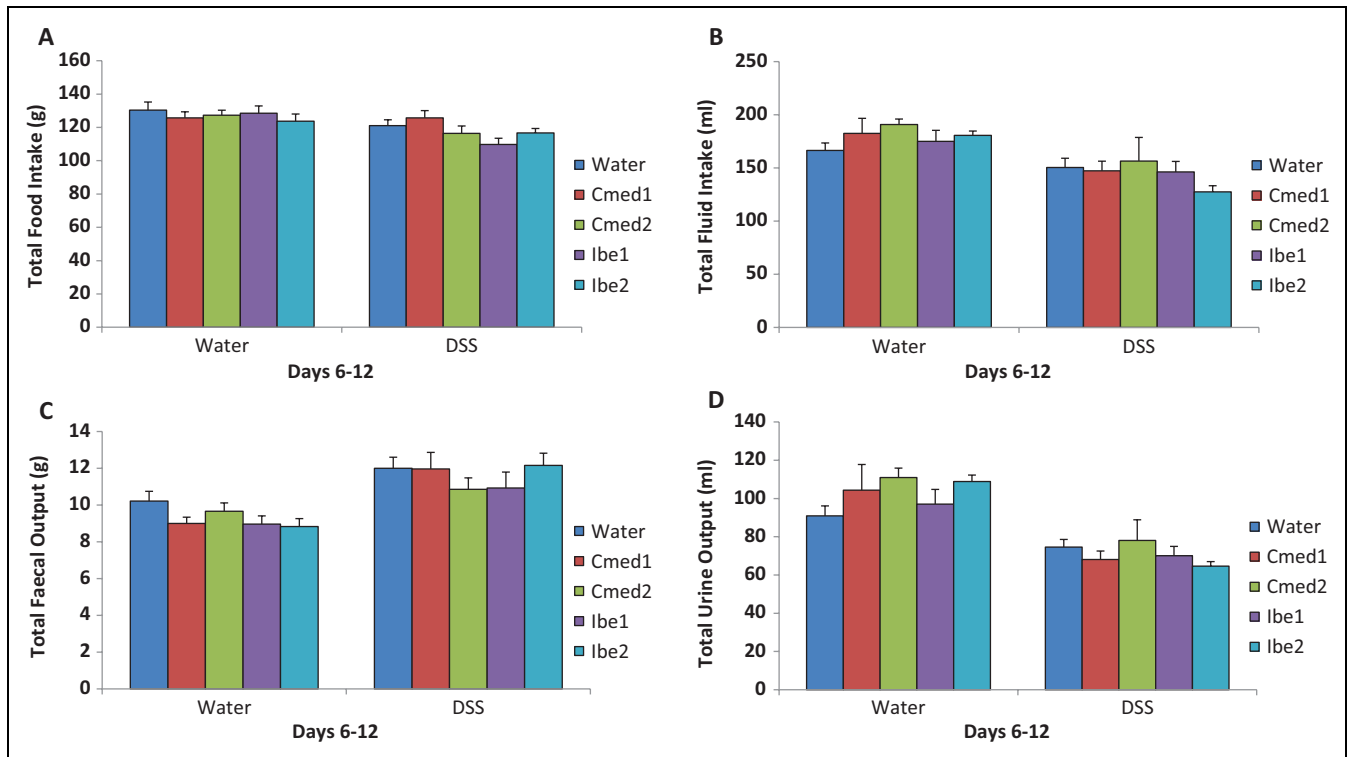 A
Total Food Intake (g)
160
140
120
100
80
60
40
20
0
Water
DSS
Days 6-12
Water
Cmed1
Cmed2
Ibe1
Ibe2
B
Total Fluid Intake (ml)
250
200
150
100
50
0
Water
DSS
Days 6-12
Water
Cmed1
Cmed2
Ibe1
Ibe2
C
Total Faecal Output (g)
14
12
10
8
6
4
2
0
Water
DSS
Days 6-12
Water
Cmed1
Cmed2
Ibe1
Ibe2
D
Total Urine Output (ml)
140
120
100
80
60
40
20
0
Water
DSS
Days 6-12
Water
Cmed1
Cmed2
Ibe1
Ibe2